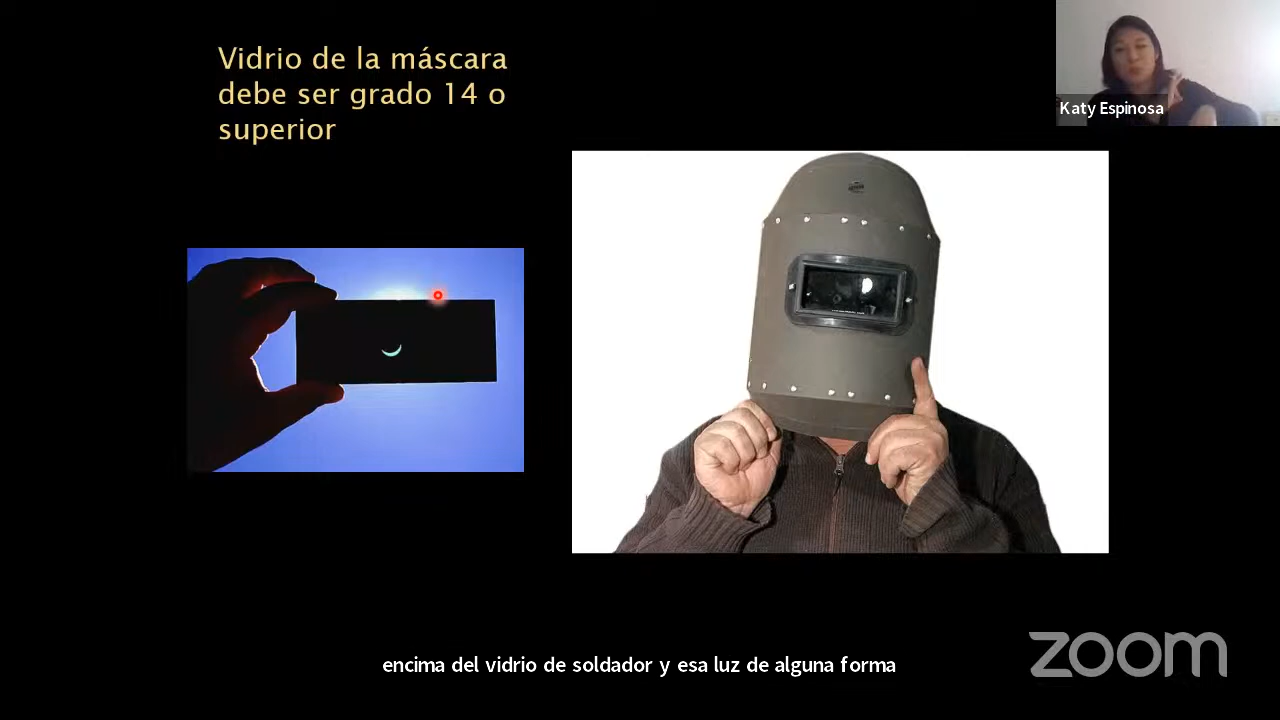 Vidrio de la máscara
debe ser grado 14 o
superior
Katy Espinosa
encima del vidrio de soldador y esa luz de alguna forma
zoom